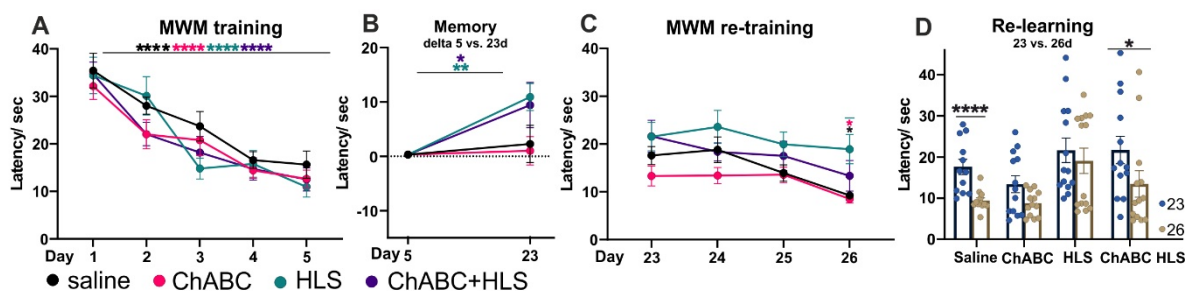 A MWM training
****************
Latency/ sec
40
30
20
10
0
Day 1 2 3 4 5
B Memory
delta 5 vs. 23d
*
**
Latency/ sec
20
10
0
-10
Day 5 23
C MWM re-training
Latency/ sec
40
30
20
10
0
*
*
Day 23 24 25 26
D Re-learning
23 vs. 26d
****
*
Latency/ sec
40
30
20
10
0
23
26
Saline ChABC HLS ChABC HLS
saline ChABC HLS ChABC+HLS